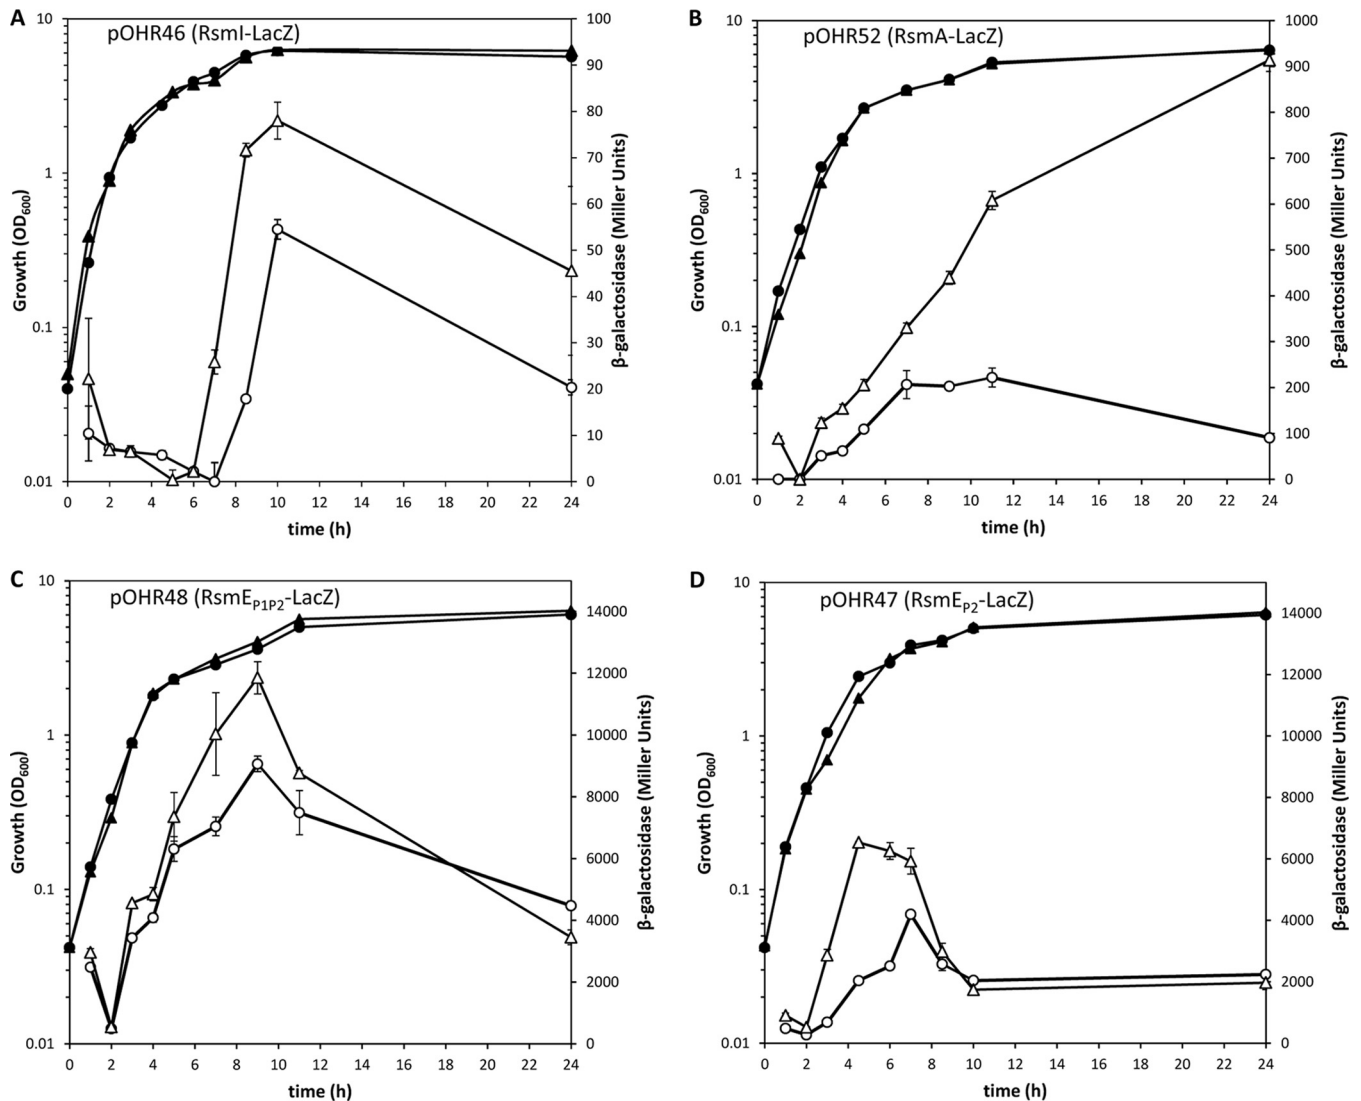 A
pOHR46 (RsmI-LacZ)
10
1
0.1
0.01
Growth (OD600)
100
90
80
70
60
50
40
30
20
10
0
β-galactosidase (Miller Units)
0 2 4 6 8 10 12 14 16 18 20 22 24
time (h)
B
pOHR52 (RsmA-LacZ)
10
1
0.1
0.01
Growth (OD600)
1000
900
800
700
600
500
400
300
200
100
0
β-galactosidase (Miller Units)
0 2 4 6 8 10 12 14 16 18 20 22 24
time (h)
C
pOHR48 (RsmEP1P2-LacZ)
10
1
0.1
0.01
Growth (OD600)
14000
12000
10000
8000
6000
4000
2000
0
β-galactosidase (Miller Units)
0 2 4 6 8 10 12 14 16 18 20 22 24
time (h)
D
pOHR47 (RsmEP2-LacZ)
10
1
0.1
0.01
Growth (OD600)
14000
12000
10000
8000
6000
4000
2000
0
β-galactosidase (Miller Units)
0 2 4 6 8 10 12 14 16 18 20 22 24
time (h)